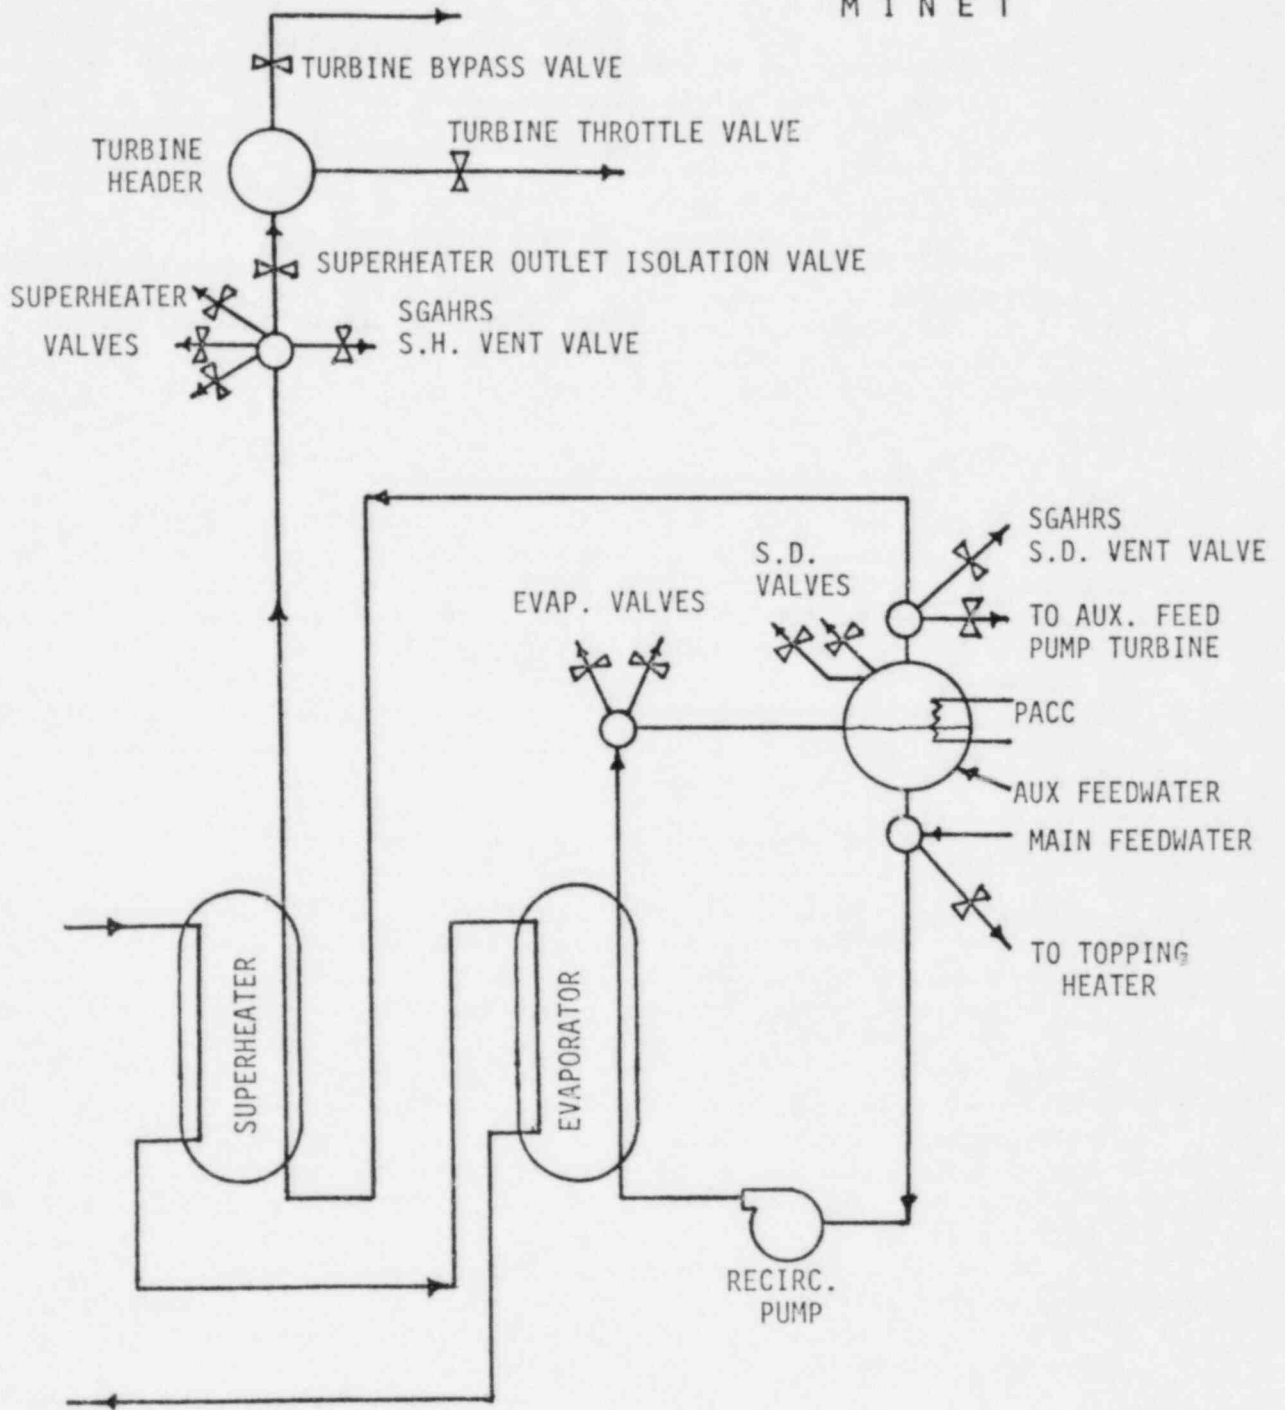 M I N E T
TURBINE BYPASS VALVE
TURBINE THROTTLE VALVE
TURBINE
HEADER
SUPERHEATER OUTLET ISOLATION VALVE
SUPERHEATER
VALVES
SGAHRS
S.H. VENT VALVE
SGAHRS
S.D. VENT VALVE
S.D.
VALVES
EVAP. VALVES
TO AUX. FEED
PUMP TURBINE
PACC
AUX FEEDWATER
MAIN FEEDWATER
TO TOPPING
HEATER
SUPERHEATER
EVAPORATOR
RECIRC.
PUMP